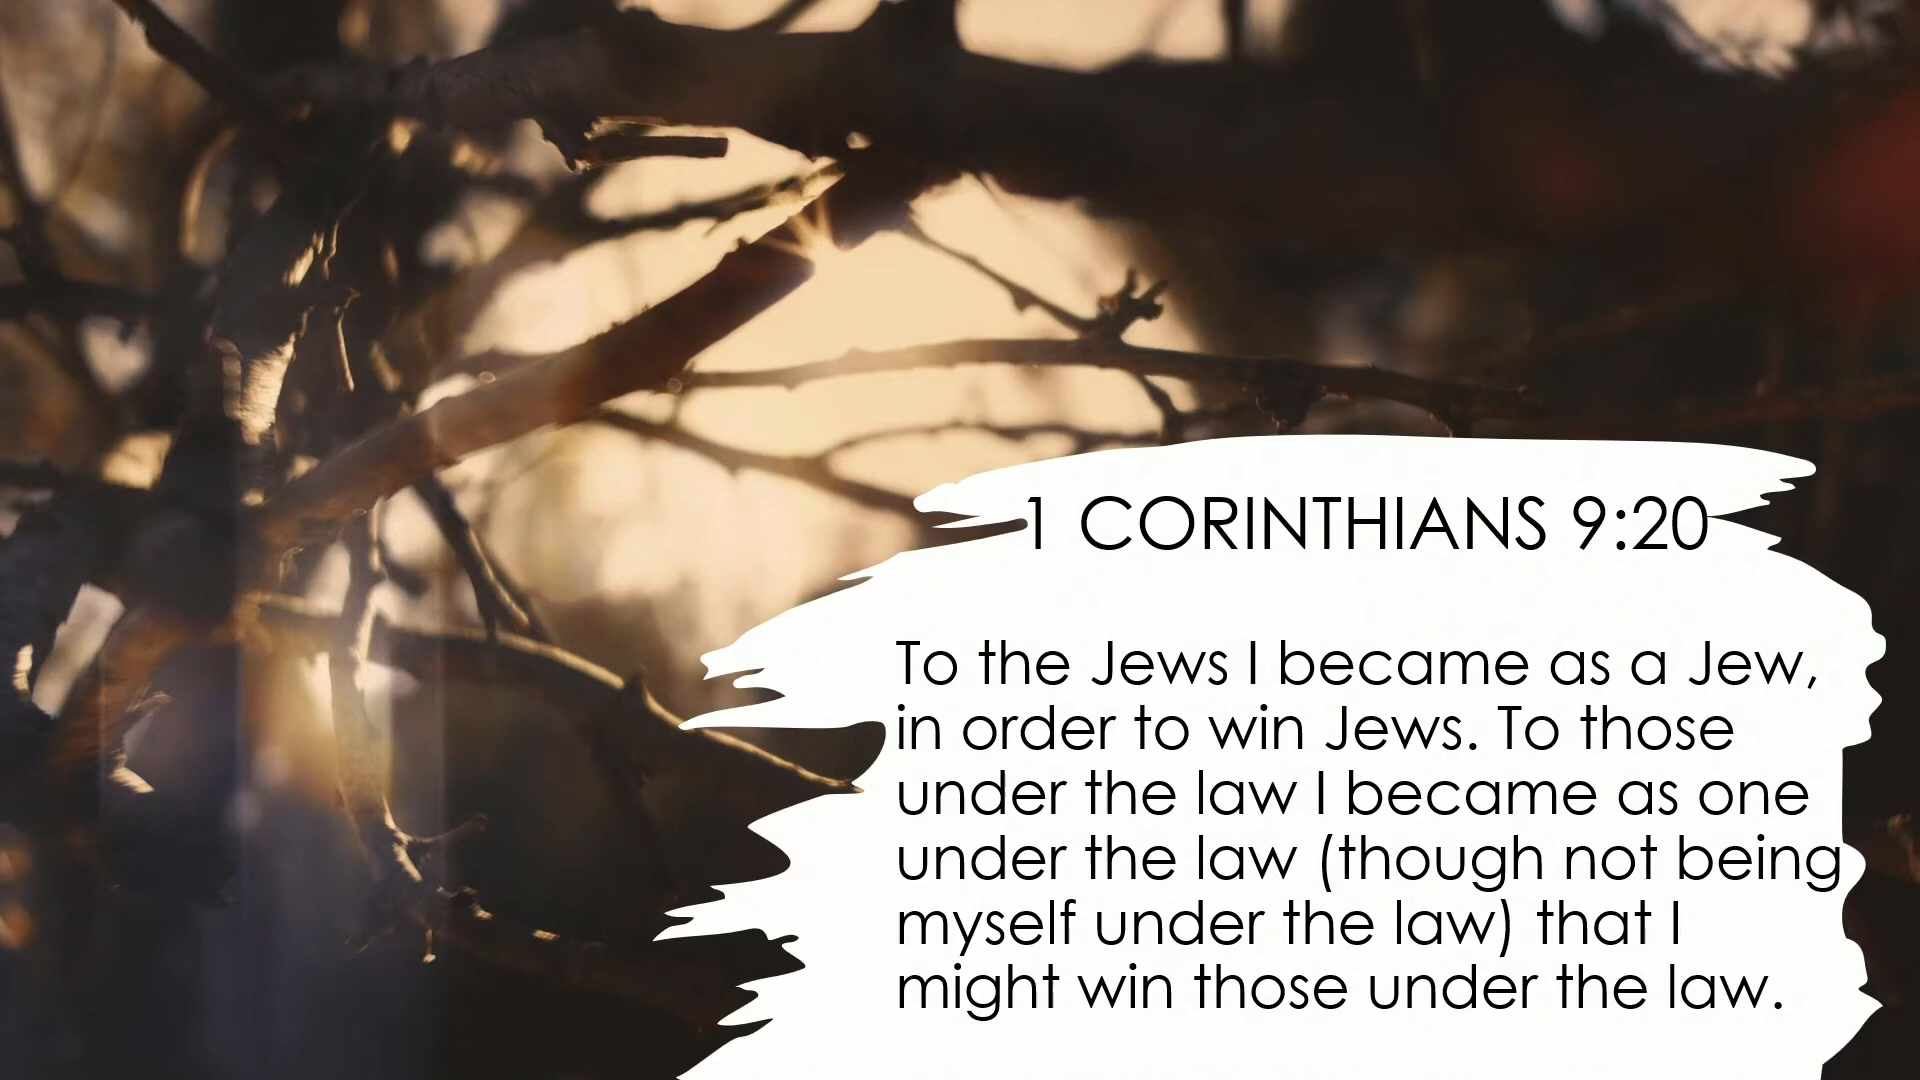 1 CORINTHIANS 9:20
To the Jews I became as a Jew,
in order to win Jews. To those
under the law I became as one
under the law (though not being
myself under the law) that I
might win those under the law.